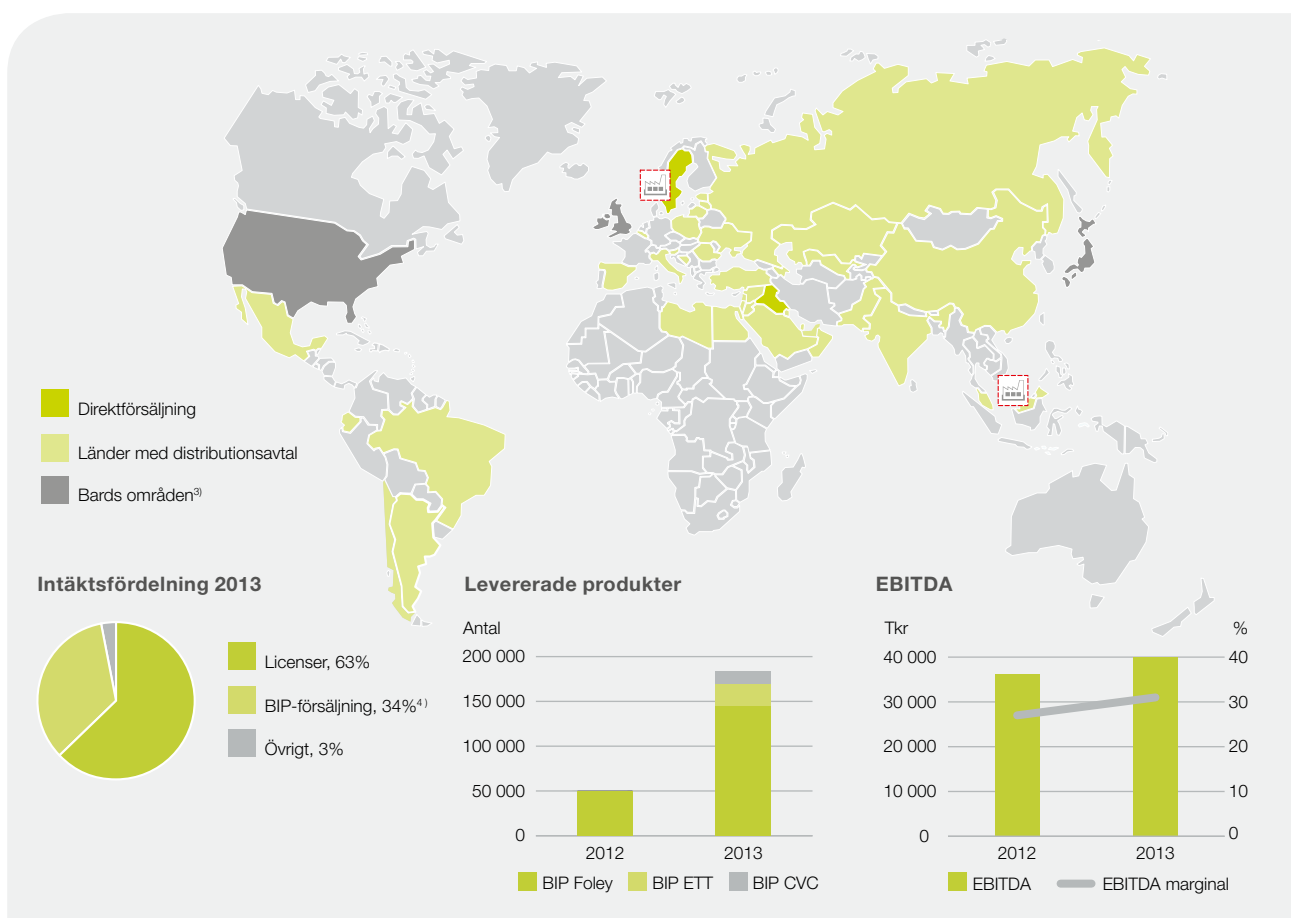 Direktförsäljning
Länder med distributionsavtal
Bards områden³⁾
Intäktsfördelning 2013
Licenser, 63%
BIP-försäljning, 34%⁴⁾
Övrigt, 3%
Levererade produkter
Antal
200 000
150 000
100 000
50 000
0
2012 2013
BIP Foley BIP ETT BIP CVC
EBITDA
Tkr %
40 000 40
30 000 30
20 000 20
10 000 10
0 0
2012 2013
EBITDA EBITDA marginal